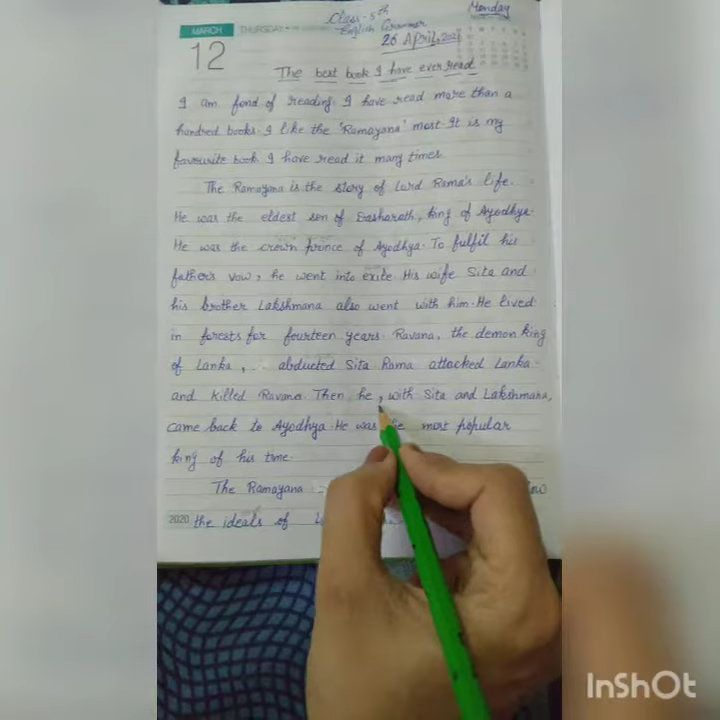 Class-5th
Monday
MARCH
THURSDAY
English Grammer
26 April, 2021
12
The best book I have ever read
I am fond of reading. I have read more than a
hundred books. I like the 'Ramayana' most. It is my
favourite book. I have read it many times.
The Ramayana is the story of Lord Rama's life.
He was the eldest son of Dasharath, king of Ayodhya.
He was the crown prince of Ayodhya. To fulfil his
father's vow, he went into exile. His wife Sita and
his brother Lakshmana also went with him. He lived
in forests for fourteen years. Ravana, the demon king
of Lanka, abducted Sita Rama attacked Lanka
and killed Ravana. Then he, with Sita and Lakshmana,
came back to Ayodhya. He was the most popular
king of his time.
The Ramayana
2020 the ideals of
InShOt